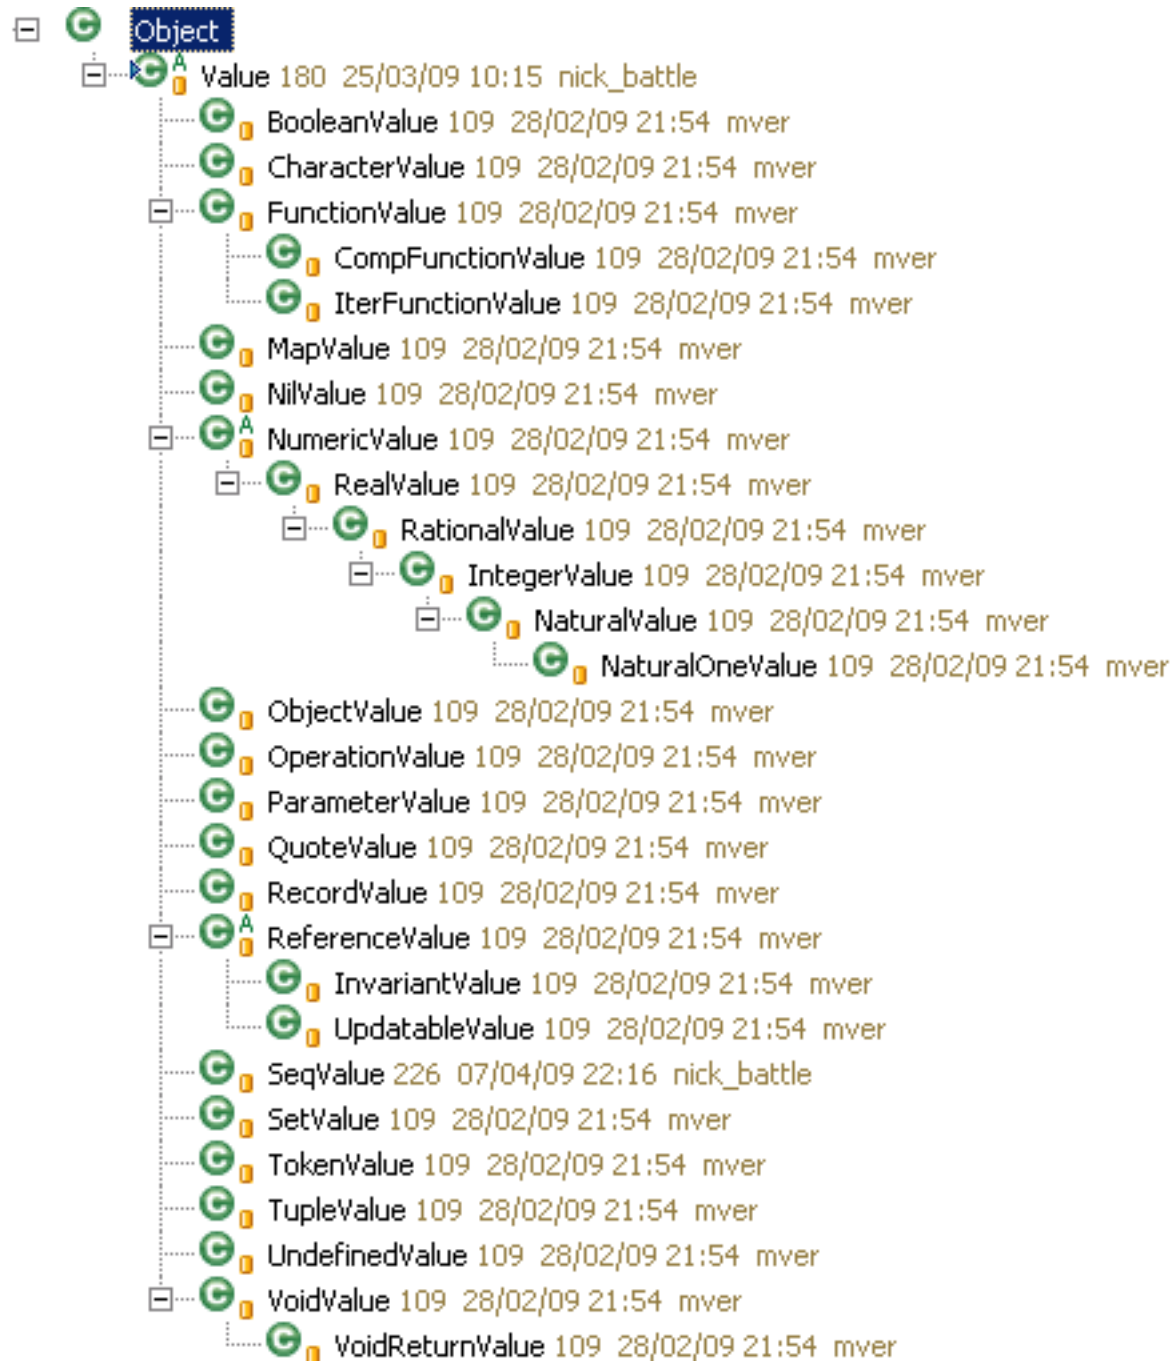 Object
Value 180 25/03/09 10:15 nick_battle
BooleanValue 109 28/02/09 21:54 mver
CharacterValue 109 28/02/09 21:54 mver
FunctionValue 109 28/02/09 21:54 mver
CompFunctionValue 109 28/02/09 21:54 mver
IterFunctionValue 109 28/02/09 21:54 mver
MapValue 109 28/02/09 21:54 mver
NilValue 109 28/02/09 21:54 mver
NumericValue 109 28/02/09 21:54 mver
RealValue 109 28/02/09 21:54 mver
RationalValue 109 28/02/09 21:54 mver
IntegerValue 109 28/02/09 21:54 mver
NaturalValue 109 28/02/09 21:54 mver
NaturalOneValue 109 28/02/09 21:54 mver
ObjectValue 109 28/02/09 21:54 mver
OperationValue 109 28/02/09 21:54 mver
ParameterValue 109 28/02/09 21:54 mver
QuoteValue 109 28/02/09 21:54 mver
RecordValue 109 28/02/09 21:54 mver
ReferenceValue 109 28/02/09 21:54 mver
InvariantValue 109 28/02/09 21:54 mver
UpdatableValue 109 28/02/09 21:54 mver
SeqValue 226 07/04/09 22:16 nick_battle
SetValue 109 28/02/09 21:54 mver
TokenValue 109 28/02/09 21:54 mver
TupleValue 109 28/02/09 21:54 mver
UndefinedValue 109 28/02/09 21:54 mver
VoidValue 109 28/02/09 21:54 mver
VoidReturnValue 109 28/02/09 21:54 mver